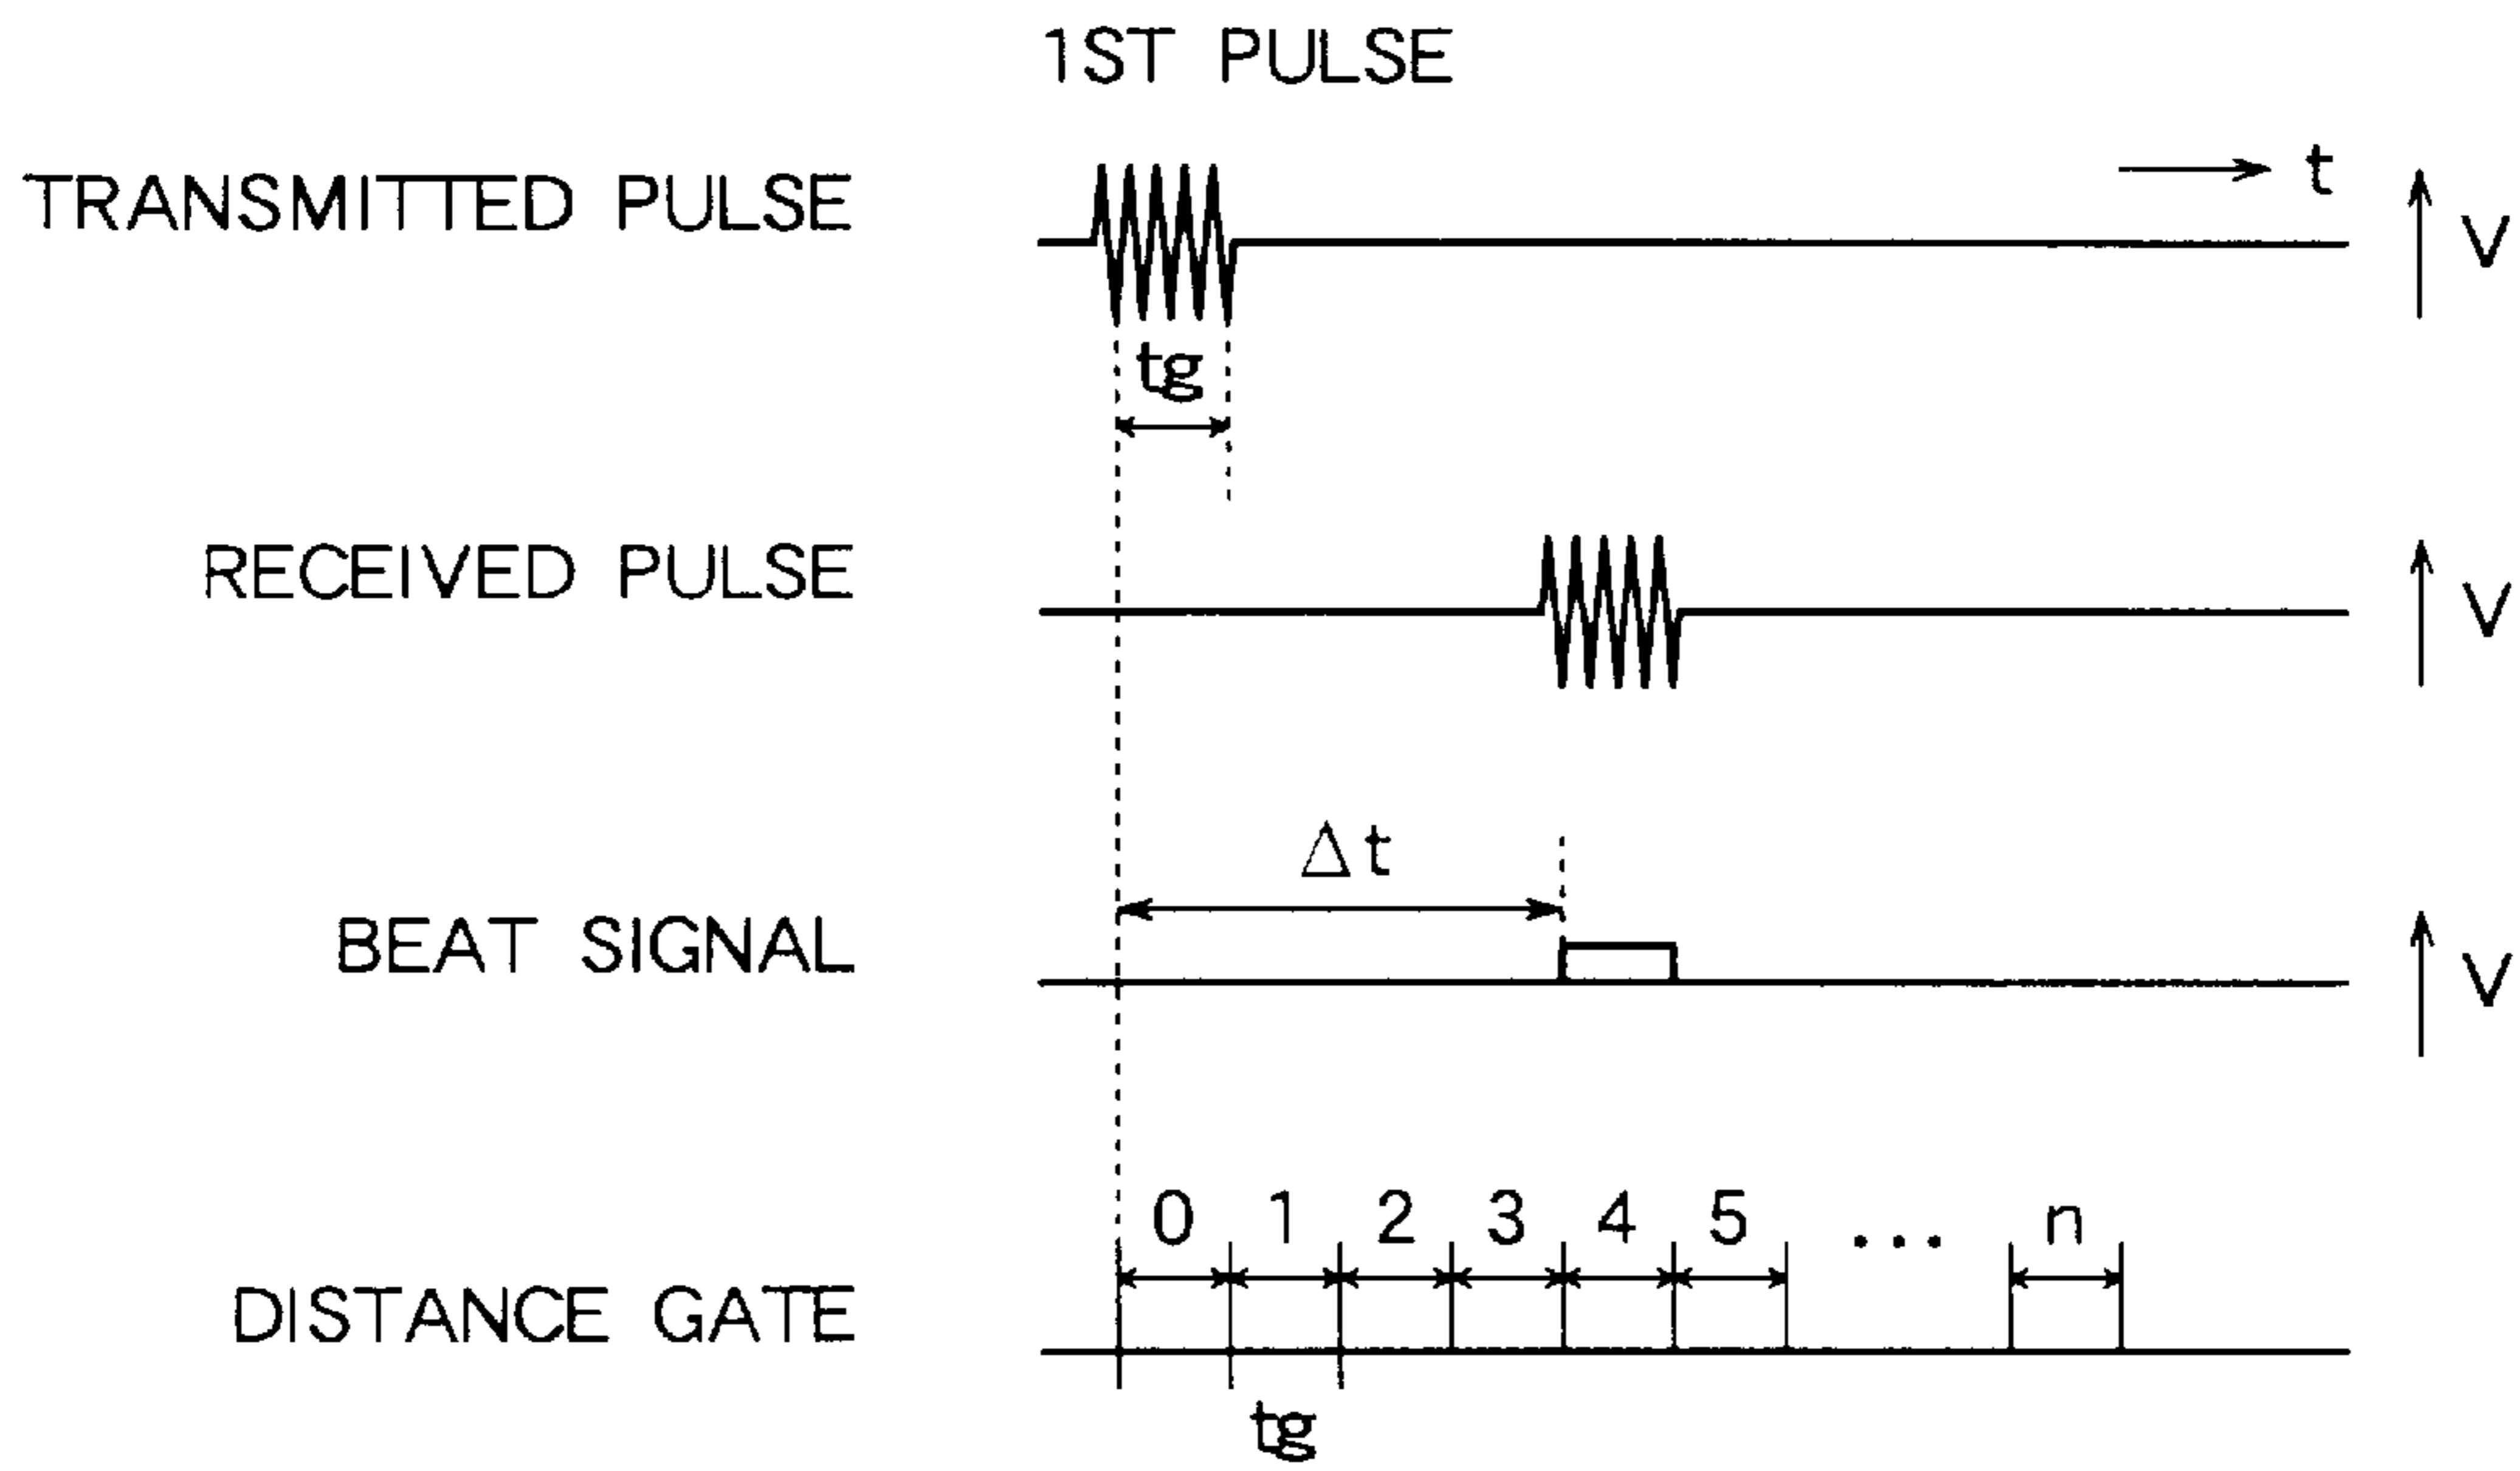 1ST PULSE
TRANSMITTED PULSE
t
V
tg
RECEIVED PULSE
V
Δt
BEAT SIGNAL
V
0 1 2 3 4 5 ... n
DISTANCE GATE
tg